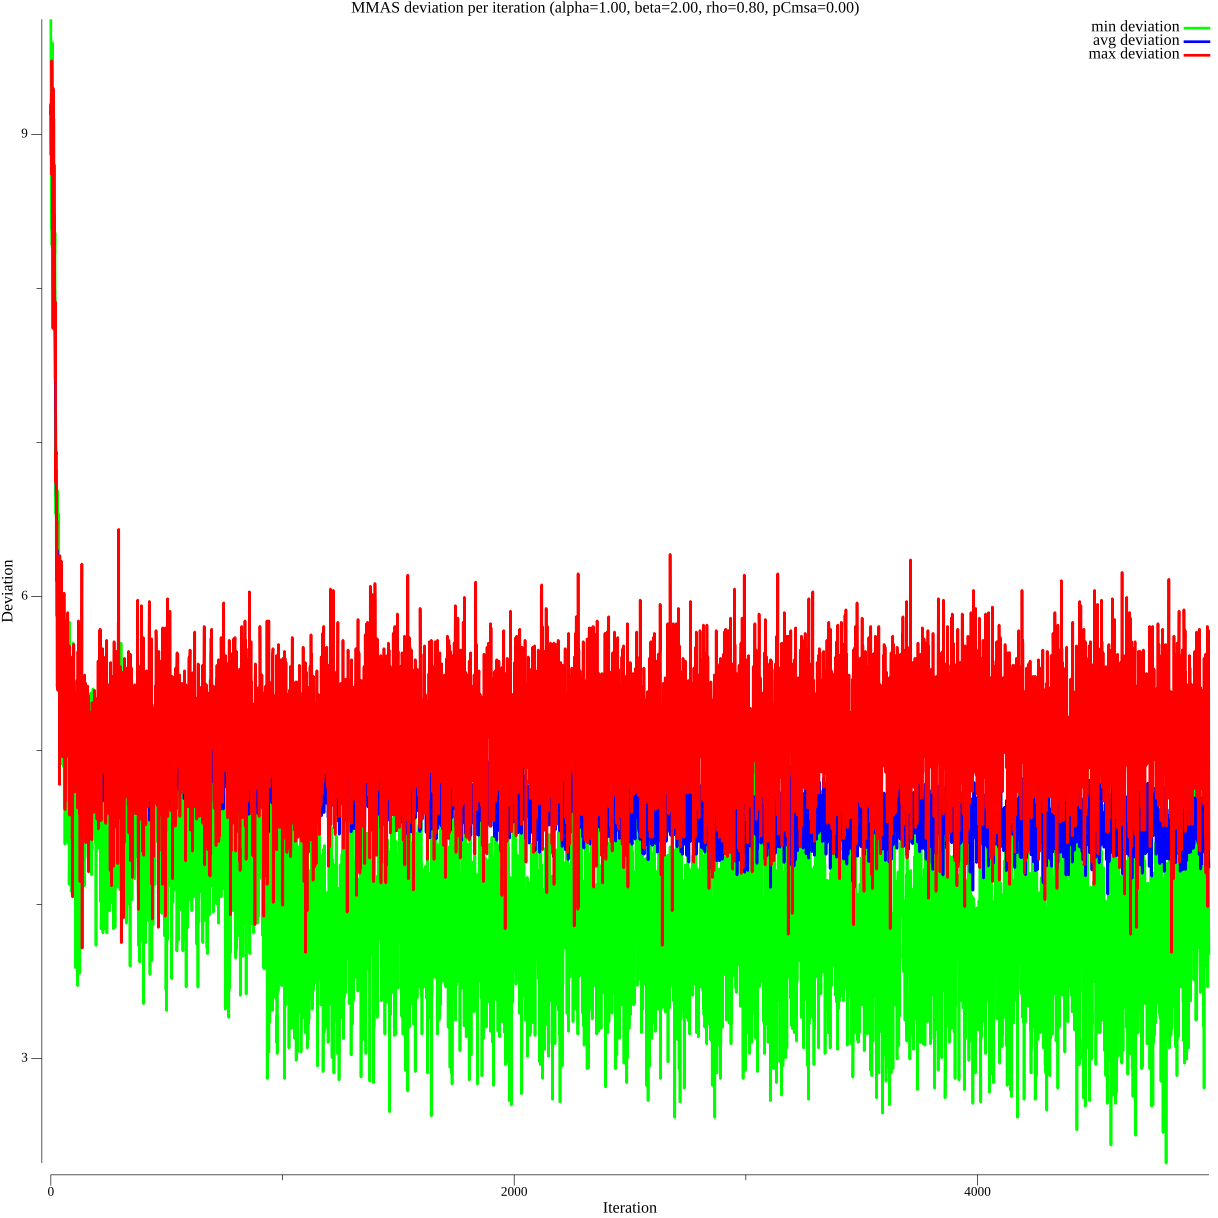 MMAS deviation per iteration (alpha=1.00, beta=2.00, rho=0.80, pCmsa=0.00)
min deviation
avg deviation
max deviation
9
6
3
Deviation
0
2000
4000
Iteration